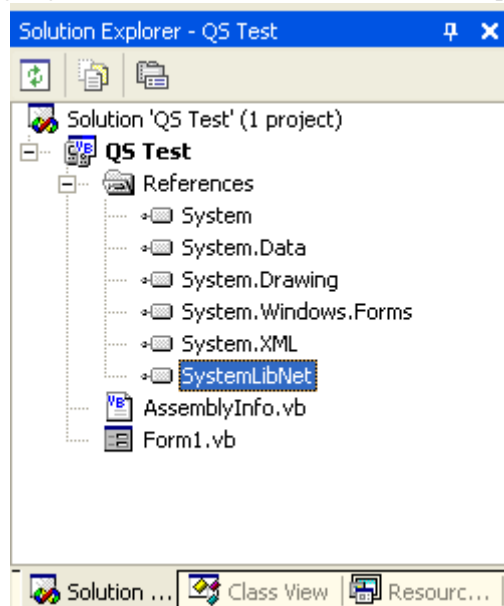 Solution Explorer - QS Test
Solution 'QS Test' (1 project)
QS Test
References
System
System.Data
System.Drawing
System.Windows.Forms
System.XML
SystemLibNet
AssemblyInfo.vb
Form1.vb
Solution ... Class View Resourc...